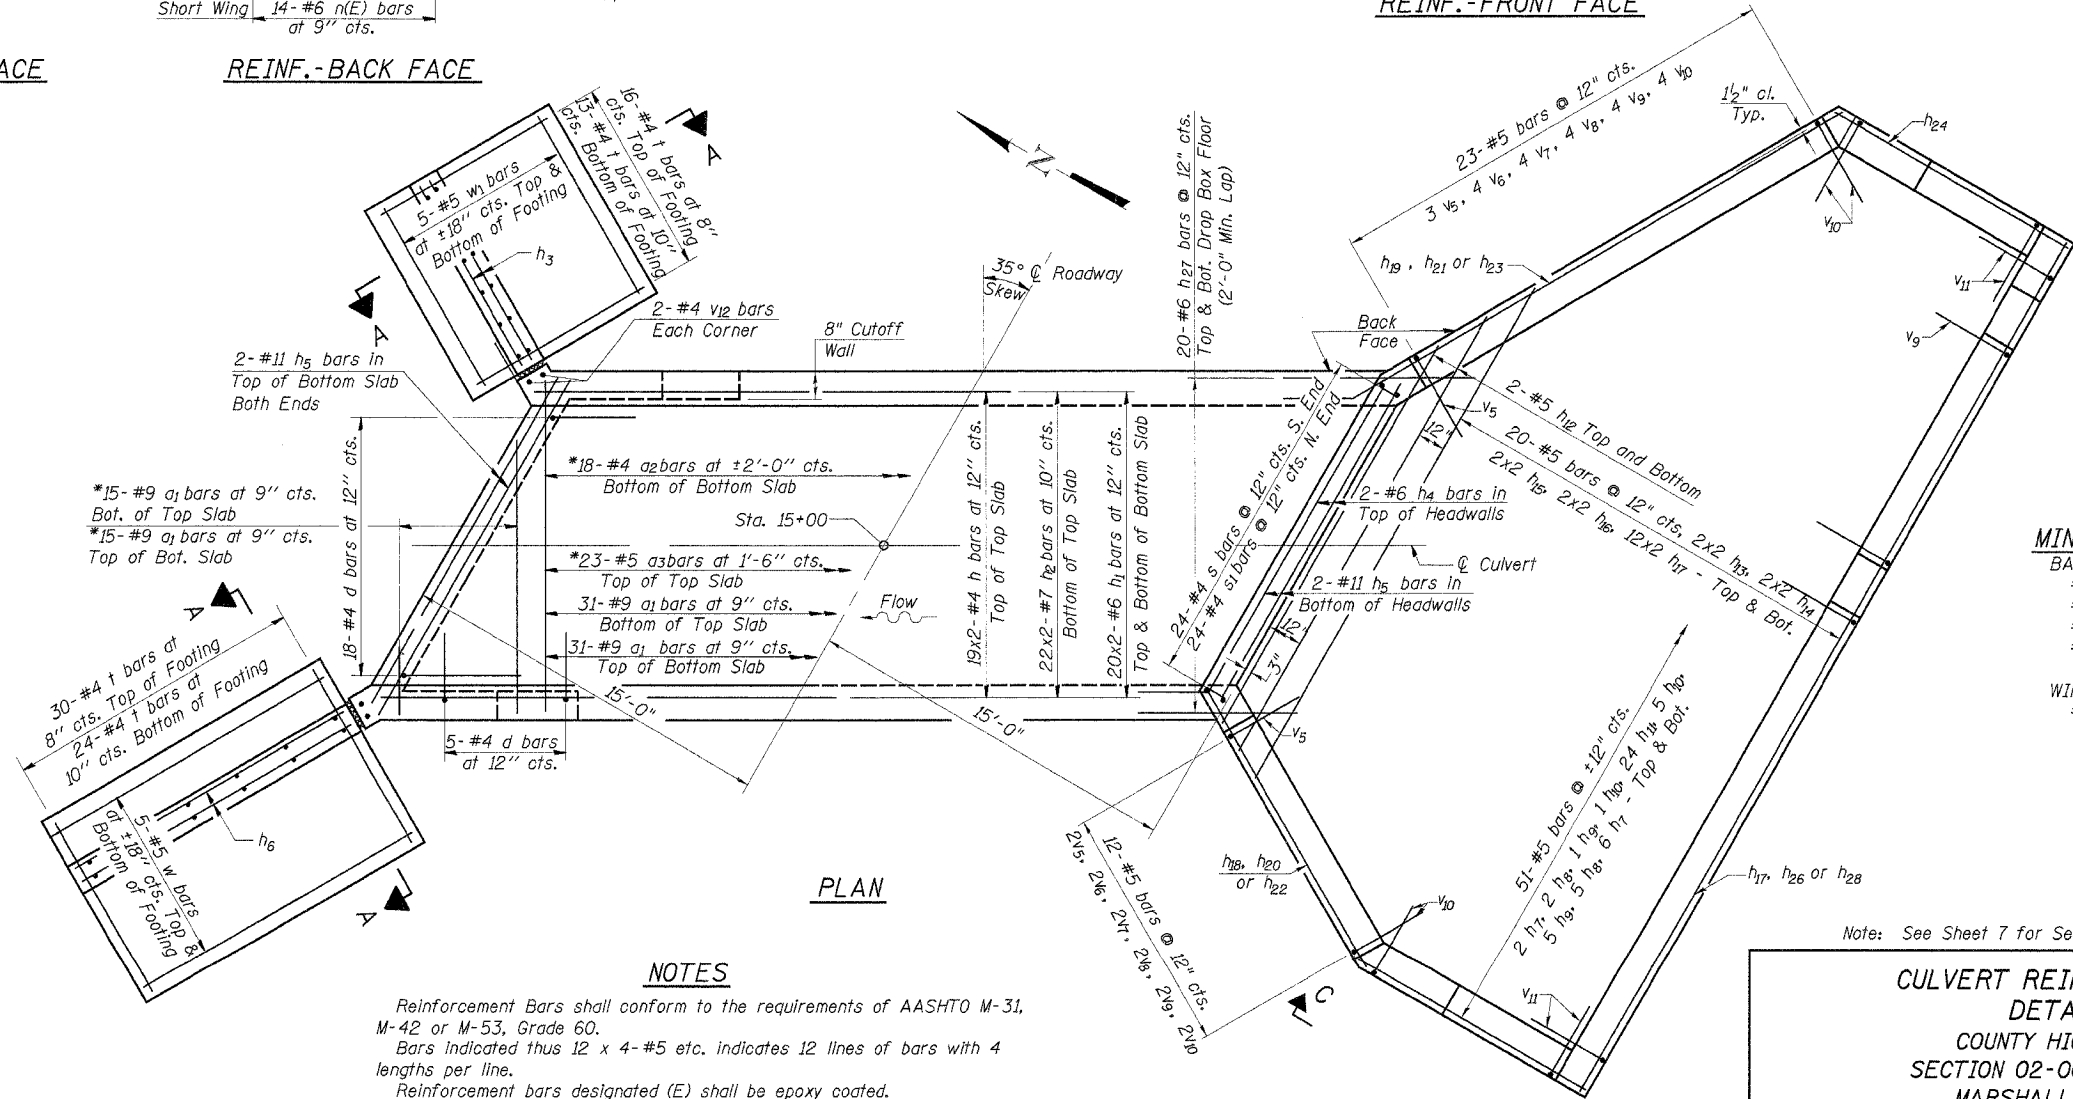 Short Wing
14-#6 n(E) bars
at 9" cts.
ACE
REINF.-BACK FACE
REINF.-FRONT FACE
16-#4 t bars at 8"
cts. Top of Footing
13-#4 t bars at 10"
cts. Bottom of Footing
A
A
5-#5 w1 bars
at ±18" cts. Top &
Bottom of Footing
h3
N
35°
Skew
℄ Roadway
20-#6 h27 bars @ 12" cts.
Top & Bot. Drop Box Floor
(2'-0" Min. Lap)
23-#5 bars @ 12" cts.
3 v5, 4 v6, 4 v7, 4 v8, 4 v9, 4 v10
1½" cl.
Typ.
h24
v10
v11
v9
h19, h21 or h23
Back
Face
2-#4 v12 bars
Each Corner
8" Cutoff
Wall
2-#11 h5 bars in
Top of Bottom Slab
Both Ends
18-#4 d bars at 12" cts.
*15-#9 a1 bars at 9" cts.
Bot. of Top Slab
*15-#9 a1 bars at 9" cts.
Top of Bot. Slab
*18-#4 a2 bars at ±2'-0" cts.
Bottom of Bottom Slab
Sta. 15+00
*23-#5 a3 bars at 1'-6" cts.
Top of Top Slab
31-#9 a1 bars at 9" cts.
Bottom of Top Slab
31-#9 a1 bars at 9" cts.
Top of Bottom Slab
Flow
19x2-#4 h bars at 12" cts.
Top of Top Slab
22x2-#7 h2 bars at 10" cts.
Bottom of Top Slab
20x2-#6 h1 bars at 12" cts.
Top & Bottom of Bottom Slab
24-#4 s bars @ 12" cts. S. End
24-#4 s1 bars @ 12" cts. N. End
v5
12"
2-#5 h12 Top and Bottom
20-#5 bars @ 12" cts, 2x2 h13, 2x2 h14
2x2 h15, 2x2 h16, 12x2 h17 - Top & Bot.
2-#6 h4 bars in
Top of Headwalls
℄ Culvert
2-#11 h5 bars in
Bottom of Headwalls
12"
3"
MIN
BA
WI
A
30-#4 t bars at
8" cts. Top of Footing
24-#4 t bars at
10" cts. Bottom of Footing
5-#5 w bars
at ±18" cts. Top &
Bottom of Footing
h6
A
5-#4 d bars
at 12" cts.
15'-0"
15'-0"
v5
12-#5 bars @ 12" cts.
2v5, 2v6, 2v7, 2v8, 2v9, 2v10
h18, h20
or h22
v10
C
51-#5 bars @ ±12" cts.
2 h7, 2 h8, 1 h9, 1 h10, 24 h11, 5 h10,
5 h9, 5 h8, 6 h7 - Top & Bot.
h17, h26 or h28
v11
PLAN
NOTES
Reinforcement Bars shall conform to the requirements of AASHTO M-31,
M-42 or M-53, Grade 60.
Bars indicated thus 12 x 4-#5 etc. indicates 12 lines of bars with 4
lengths per line.
Reinforcement bars designated (E) shall be epoxy coated.
Note: See Sheet 7 for Se
CULVERT REIN
DETA
COUNTY HIG
SECTION 02-0
MARSHALL